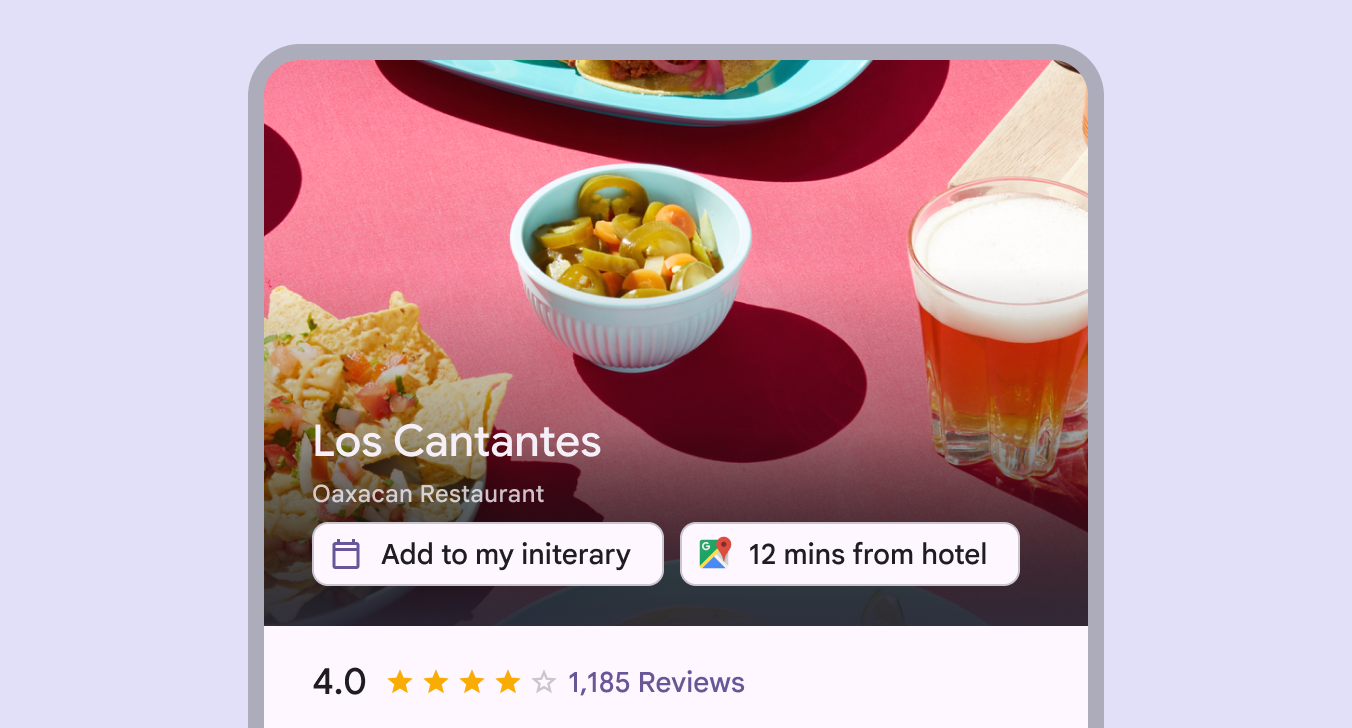 Los Cantantes
Oaxacan Restaurant
Add to my initerary
G
12 mins from hotel
4.0
1,185 Reviews